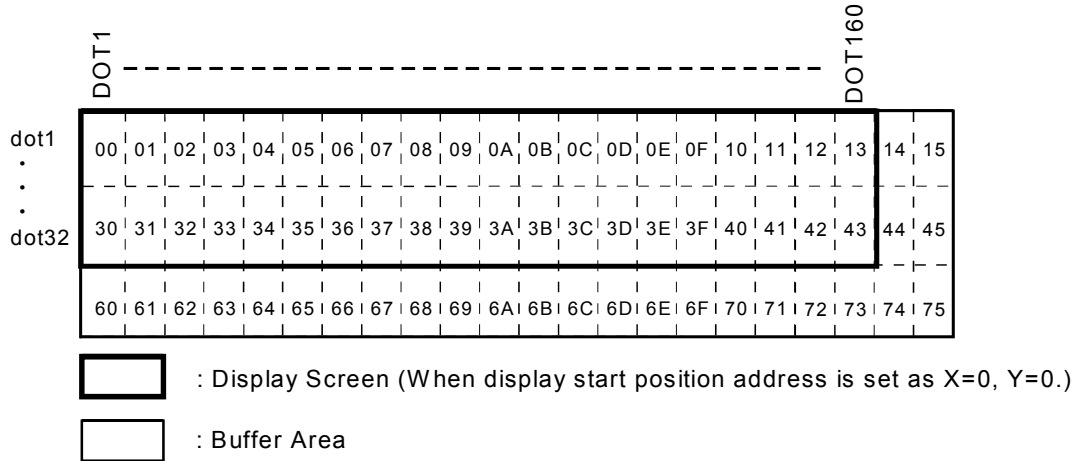 DOT1 DOT160
dot1 00 01 02 03 04 05 06 07 08 09 0A 0B 0C 0D 0E 0F 10 11 12 13 14 15
dot32 30 31 32 33 34 35 36 37 38 39 3A 3B 3C 3D 3E 3F 40 41 42 43 44 45
60 61 62 63 64 65 66 67 68 69 6A 6B 6C 6D 6E 6F 70 71 72 73 74 75
: Display Screen (When display start position address is set as X=0, Y=0.)
: Buffer Area